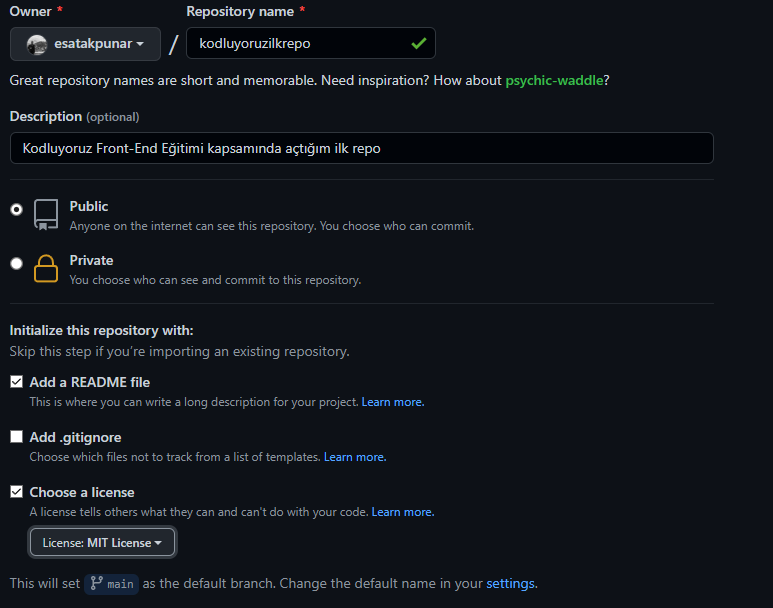 Owner * Repository name *
esatakpunar / kodluyoruzilkrepo
Great repository names are short and memorable. Need inspiration? How about psychic-waddle?
Description (optional)
Kodluyoruz Front-End Eğitimi kapsamında açtığım ilk repo
Public
Anyone on the internet can see this repository. You choose who can commit.
Private
You choose who can see and commit to this repository.
Initialize this repository with:
Skip this step if you're importing an existing repository.
Add a README file
This is where you can write a long description for your project. Learn more.
Add .gitignore
Choose which files not to track from a list of templates. Learn more.
Choose a license
A license tells others what they can and can't do with your code. Learn more.
License: MIT License
This will set main as the default branch. Change the default name in your settings.